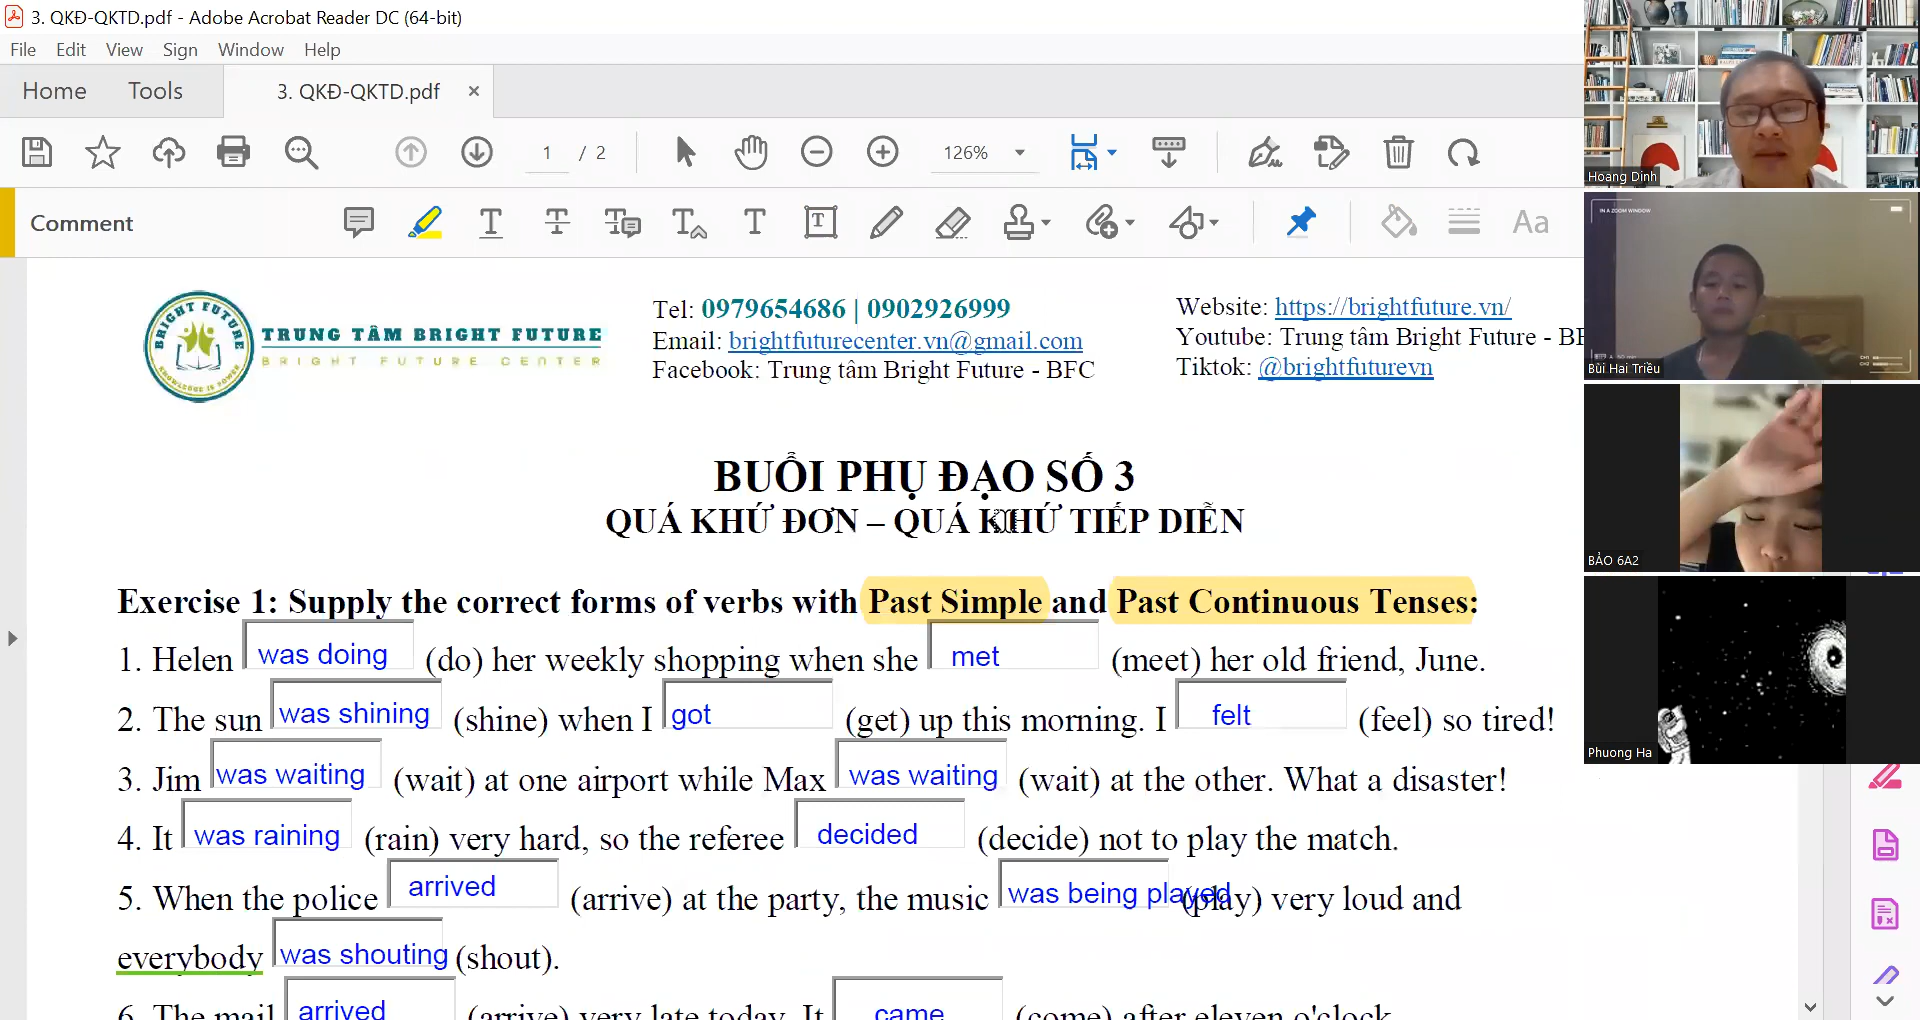 3. QKĐ-QKTD.pdf - Adobe Acrobat Reader DC (64-bit)
File Edit View Sign Window Help
Home Tools 3. QKĐ-QKTD.pdf ×
1 / 2 126%
Comment
BRIGHT FUTURE
KNOWLEDGE IS POWER
TRUNG TÂM BRIGHT FUTURE
BRIGHT FUTURE CENTER
Tel: 0979654686 | 0902926999
Email: brightfuturecenter.vn@gmail.com
Facebook: Trung tâm Bright Future - BFC
Website: https://brightfuture.vn/
Youtube: Trung tâm Bright Future - BF
Tiktok: @brightfuturevn
BUỔI PHỤ ĐẠO SỐ 3
QUÁ KHỨ ĐƠN – QUÁ KHỨ TIẾP DIỄN
Exercise 1: Supply the correct forms of verbs with Past Simple and Past Continuous Tenses:
1. Helen was doing (do) her weekly shopping when she met (meet) her old friend, June.
2. The sun was shining (shine) when I got (get) up this morning. I felt (feel) so tired!
3. Jim was waiting (wait) at one airport while Max was waiting (wait) at the other. What a disaster!
4. It was raining (rain) very hard, so the referee decided (decide) not to play the match.
5. When the police arrived (arrive) at the party, the music was being played (play) very loud and
everybody was shouting (shout).
6. The mail arrived (arrive) very late today. It came (come) after eleven o'clock.
Hoang Dinh
IN A ZOOM WINDOW
Bùi Hai Triều
BẢO 6A2
Phuong Ha